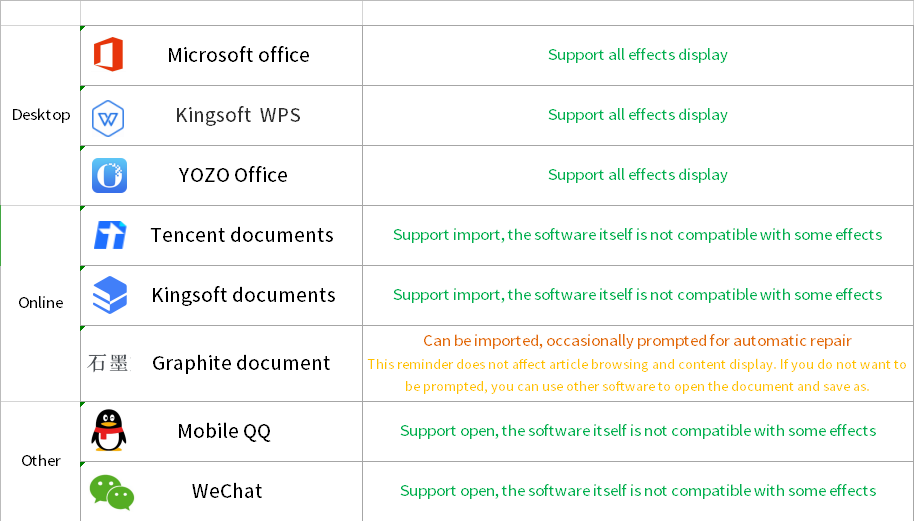 Microsoft office
Support all effects display
Desktop
Kingsoft WPS
Support all effects display
YOZO Office
Support all effects display
Tencent documents
Support import, the software itself is not compatible with some effects
Online
Kingsoft documents
Support import, the software itself is not compatible with some effects
石墨
Graphite document
Can be imported, occasionally prompted for automatic repair
This reminder does not affect article browsing and content display. If you do not want to
be prompted, you can use other software to open the document and save as.
Other
Mobile QQ
Support open, the software itself is not compatible with some effects
WeChat
Support open, the software itself is not compatible with some effects